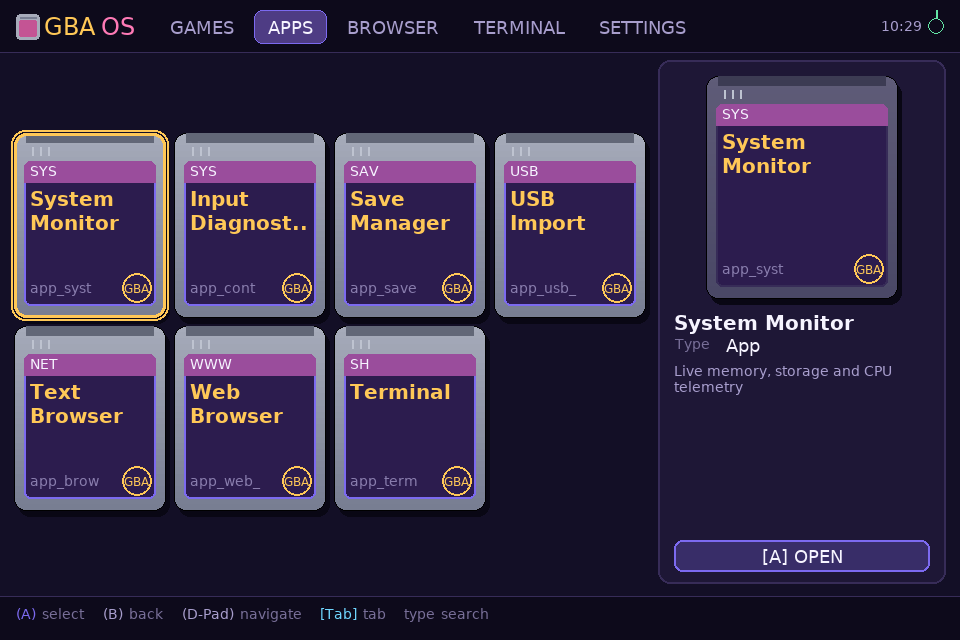 GBA OS
GAMES
APPS
BROWSER
TERMINAL
SETTINGS
10:29
SYS
System
Monitor
app_syst
GBA
SYS
Input
Diagnost..
app_cont
GBA
SAV
Save
Manager
app_save
GBA
USB
USB
Import
app_usb_
GBA
NET
Text
Browser
app_brow
GBA
WWW
Web
Browser
app_web_
GBA
SH
Terminal
app_term
GBA
SYS
System
Monitor
app_syst
GBA
System Monitor
Type App
Live memory, storage and CPU
telemetry
[A] OPEN
(A) select (B) back (D-Pad) navigate [Tab] tab type search